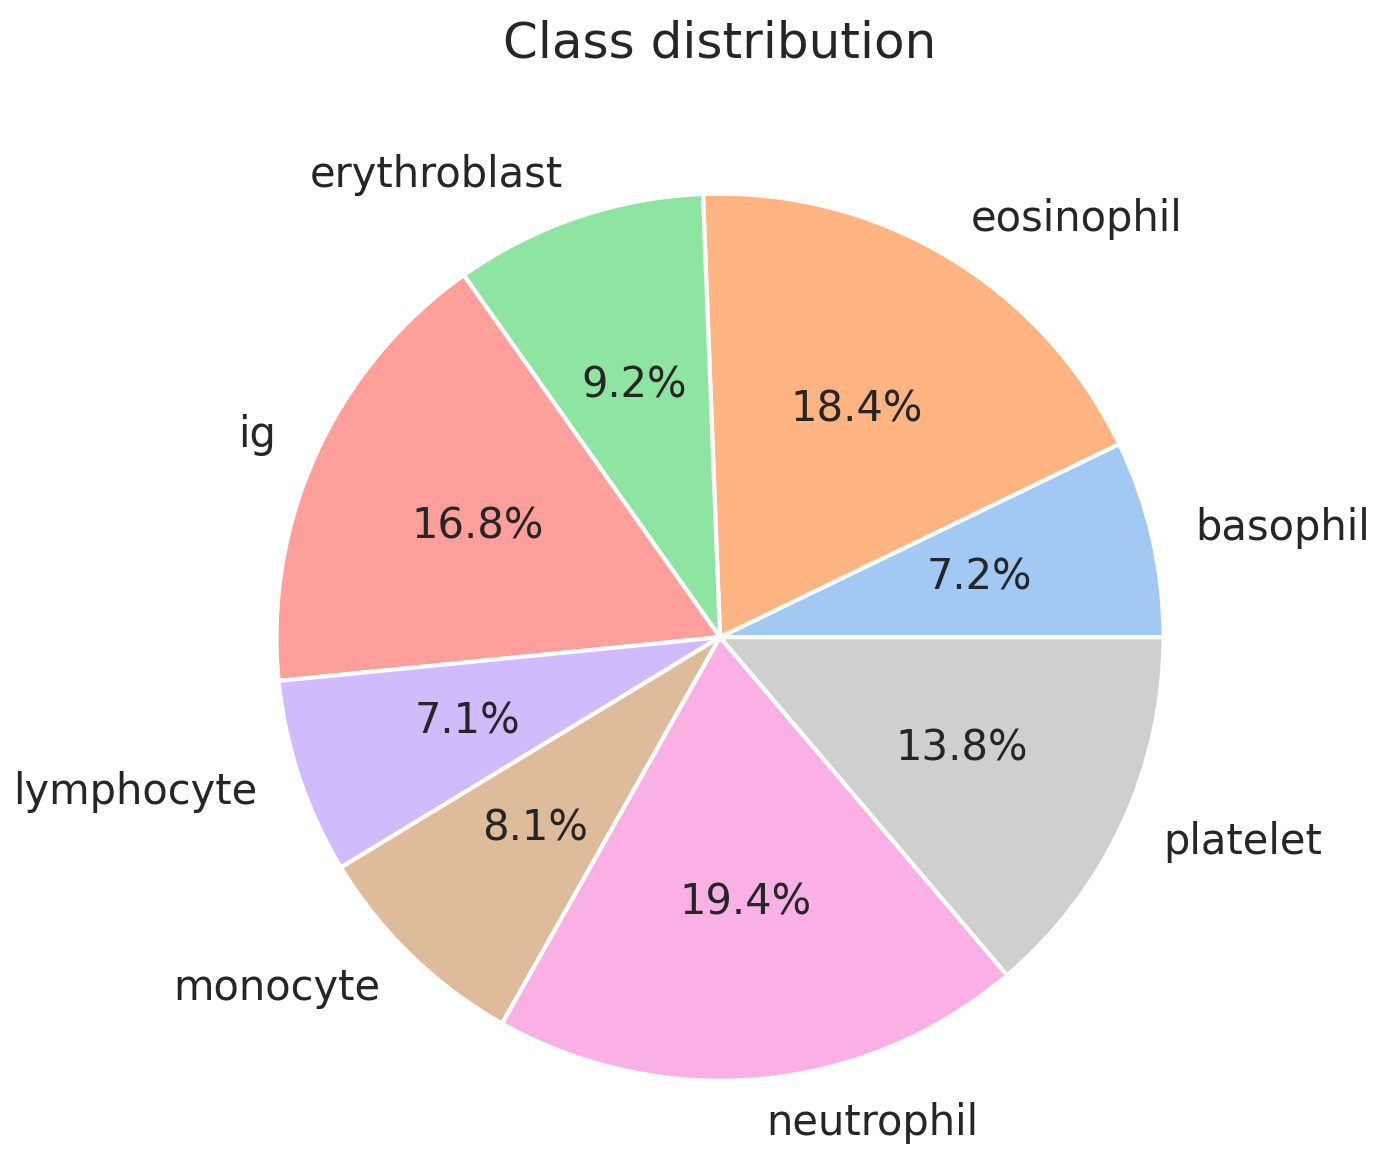 Class distribution
erythroblast
eosinophil
9.2%
18.4%
ig
16.8%
basophil
7.2%
7.1%
13.8%
lymphocyte
8.1%
platelet
19.4%
monocyte
neutrophil